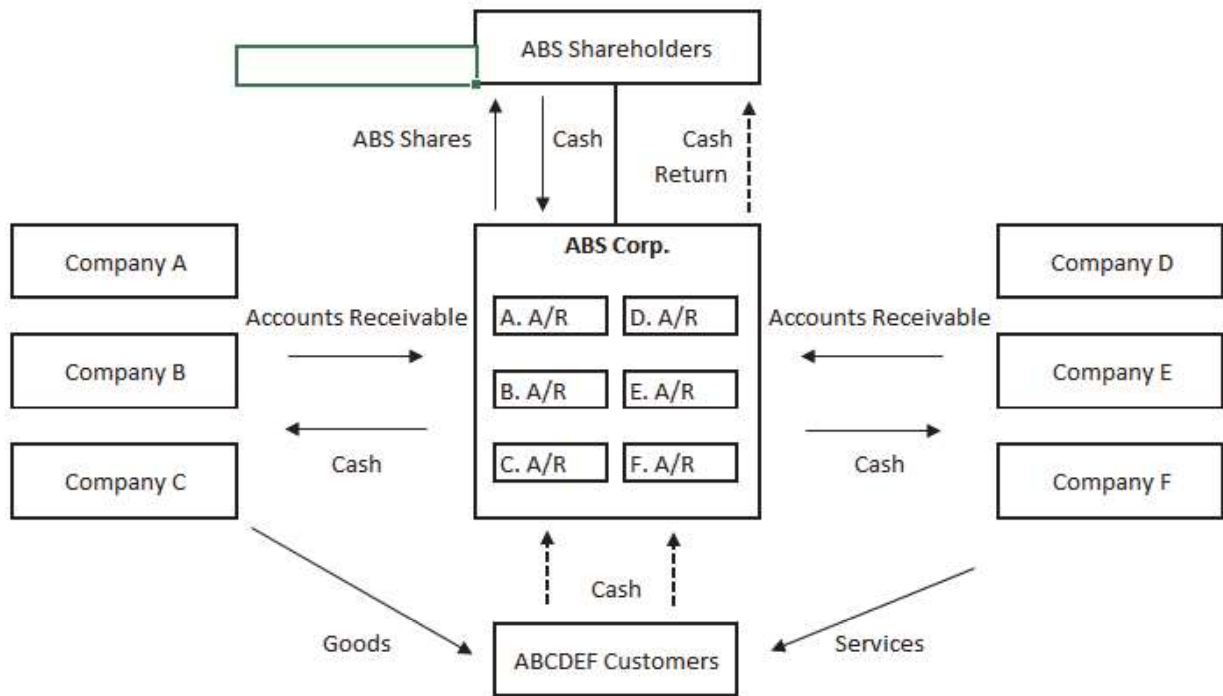 ABS Shareholders
ABS Shares
Cash
Cash
Return
ABS Corp.
Company A
Company D
Accounts Receivable
A. A/R
D. A/R
Accounts Receivable
Company B
B. A/R
E. A/R
Company E
Cash
C. A/R
F. A/R
Cash
Company C
Company F
Cash
Goods
Services
ABCDEF Customers